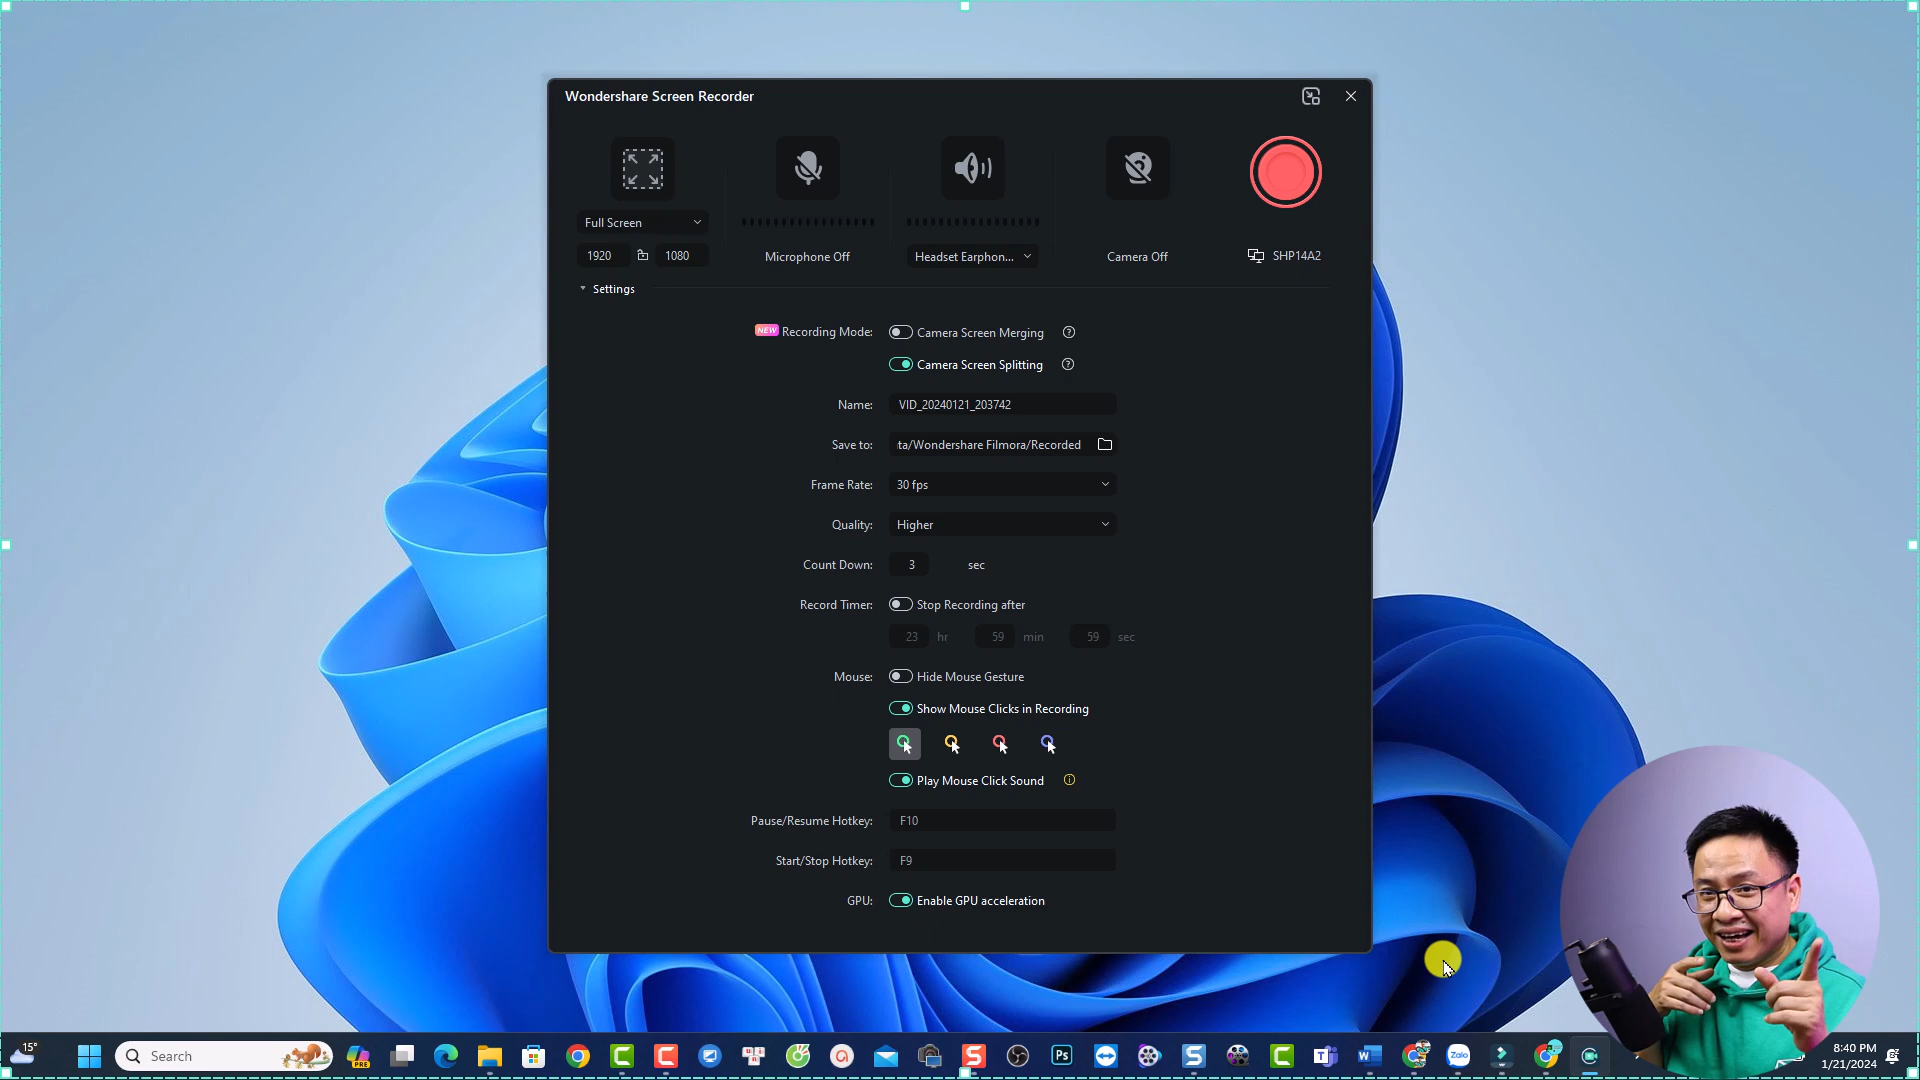 Wondershare Screen Recorder
Full Screen
1920 1080
Microphone Off
Headset Earphon...
Camera Off
SHP14A2
Settings
NEW Recording Mode: Camera Screen Merging
Camera Screen Splitting
Name: VID_20240121_203742
Save to: ta/Wondershare Filmora/Recorded
Frame Rate: 30 fps
Quality: Higher
Count Down: 3 sec
Record Timer: Stop Recording after
23 hr 59 min 59 sec
Mouse: Hide Mouse Gesture
Show Mouse Clicks in Recording
Play Mouse Click Sound
Pause/Resume Hotkey: F10
Start/Stop Hotkey: F9
GPU: Enable GPU acceleration
15°
Search
PRE
Ps
Zalo
8:40 PM
1/21/2024